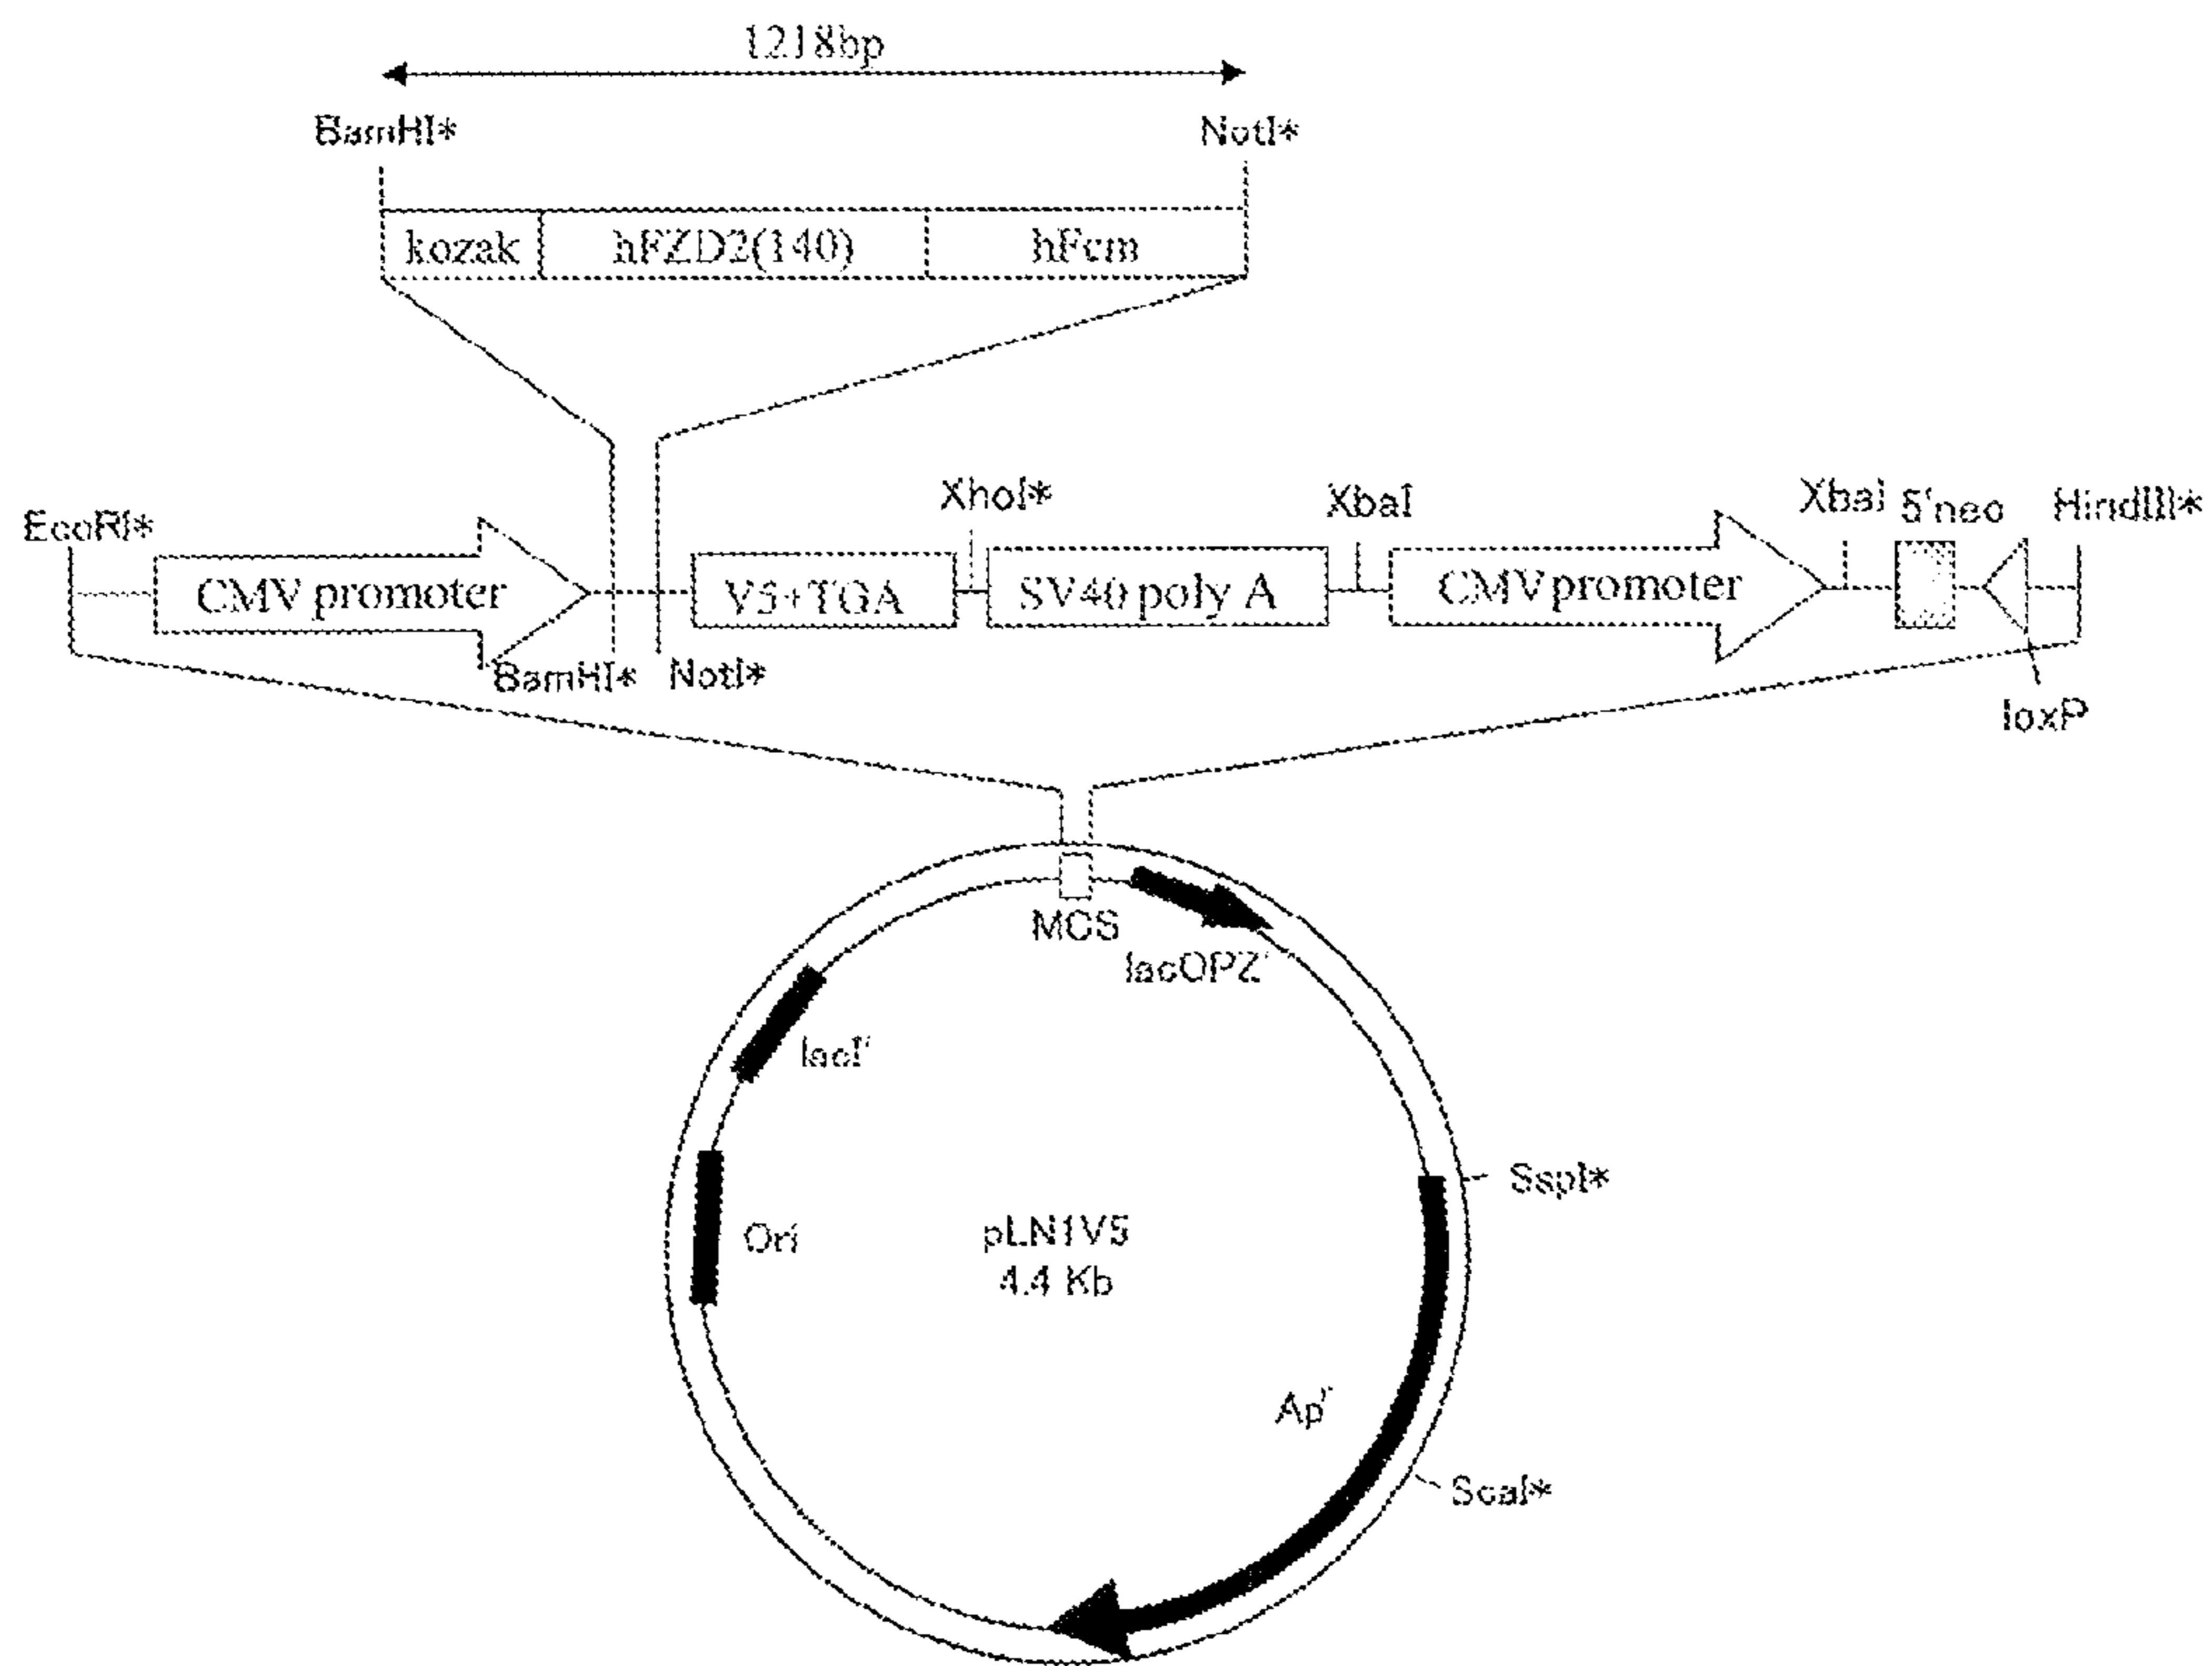 1218bp
BamHI* NotI*
kozak hFZD2(140) hFcm
EcoRI* XhoI* XbaI XbaI 5'neo HindIII*
CMV promoter V5+TGA SV40 poly A CMV promoter
BamHI* NotI*
loxP
MCS
lacOPZ'
lacI'
SspI*
Ori
pLN1V5
4.4 Kb
Ap^r
ScaI*